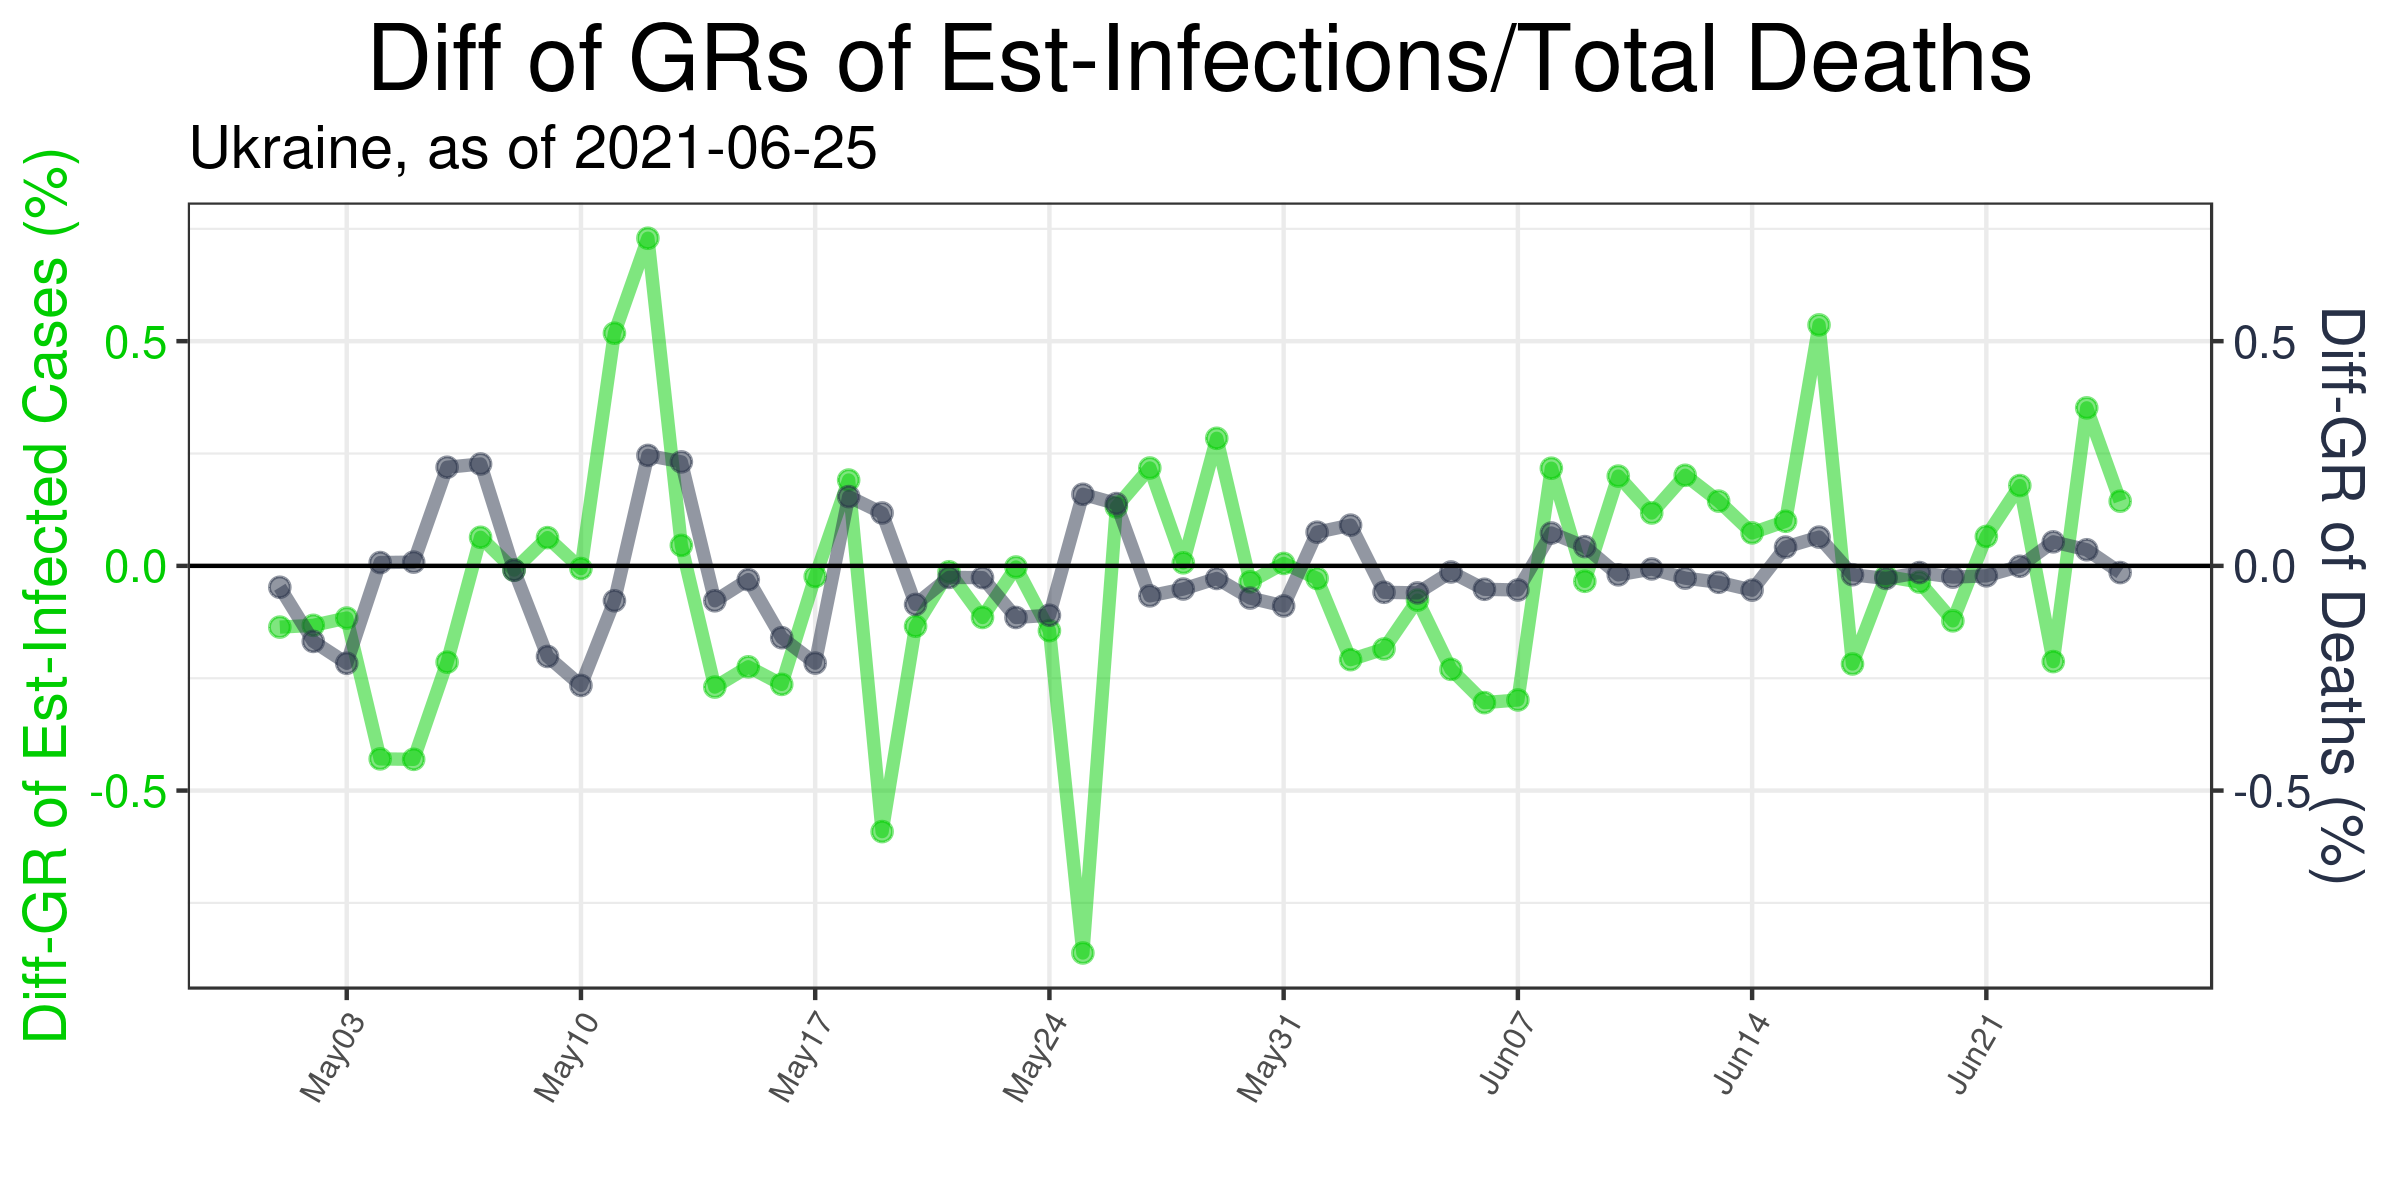 Diff of GRs of Est-Infections/Total Deaths
Ukraine, as of 2021-06-25
Diff-GR of Est-Infected Cases (%)
0.5
0.0
-0.5
0.5
0.0
-0.5
Diff-GR of Deaths (%)
May03
May10
May17
May24
May31
Jun07
Jun14
Jun21